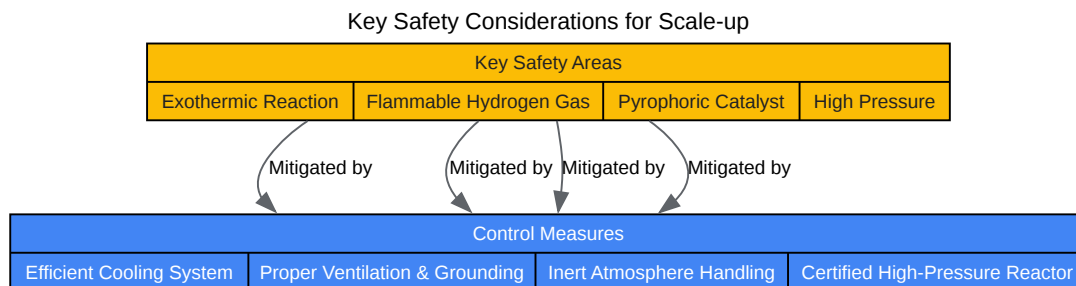 Key Safety Considerations for Scale-up
Key Safety Areas
Exothermic Reaction
Flammable Hydrogen Gas
Pyrophoric Catalyst
High Pressure
Mitigated by
Mitigated by
Mitigated by
Mitigated by
Control Measures
Efficient Cooling System
Proper Ventilation & Grounding
Inert Atmosphere Handling
Certified High-Pressure Reactor